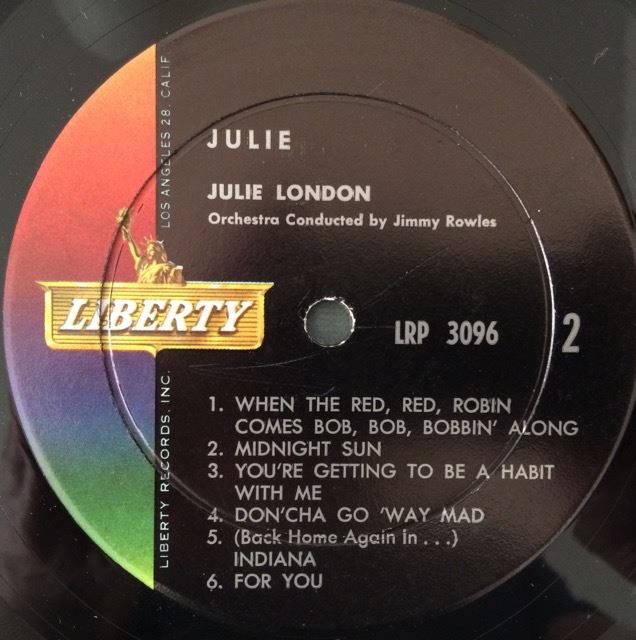 JULIE
JULIE LONDON
Orchestra Conducted by Jimmy Rowles
LIBERTY
LRP 3096
2
1. WHEN THE RED, RED, ROBIN
COMES BOB, BOB, BOBBIN' ALONG
2. MIDNIGHT SUN
3. YOU'RE GETTING TO BE A HABIT
WITH ME
4. DON'CHA GO 'WAY MAD
5. (Back Home Again In . . .)
INDIANA
6. FOR YOU
LIBERTY RECORDS, INC.
LOS ANGELES 28, CALIF